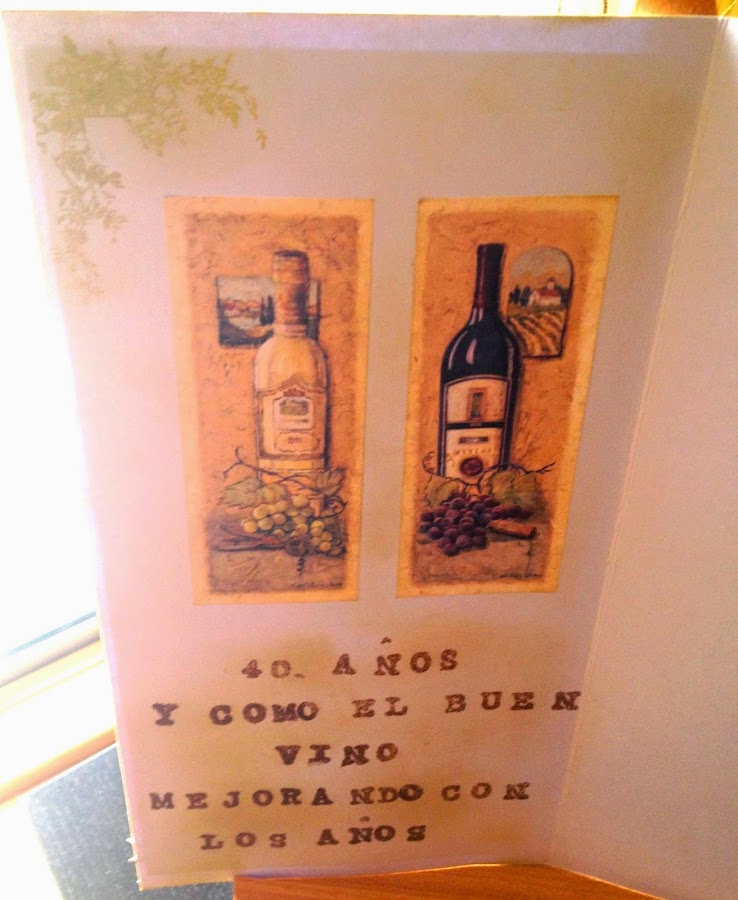 40. AÑOS
Y COMO EL BUEN
VINO
MEJORANDO CON
LOS AÑOS